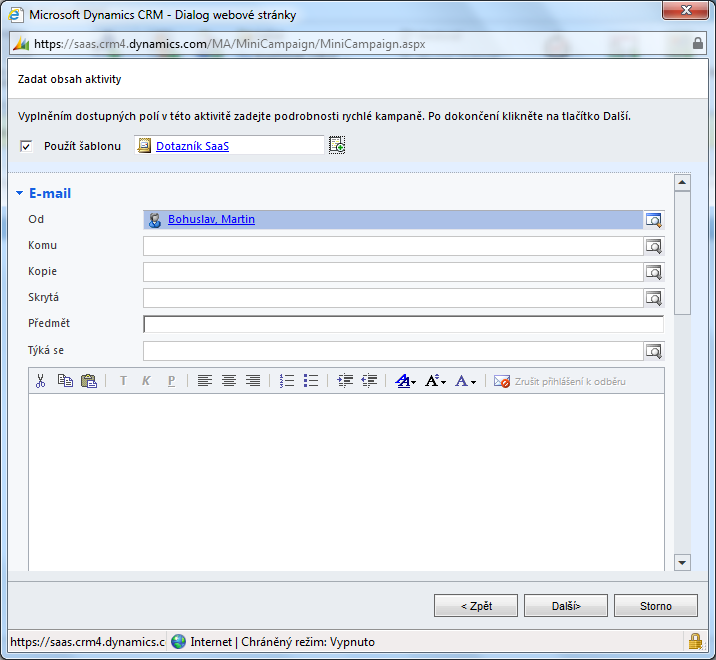 Microsoft Dynamics CRM - Dialog webové stránky
https://saas.crm4.dynamics.com/MA/MiniCampaign/MiniCampaign.aspx
Zadat obsah aktivity
Vyplněním dostupných polí v této aktivitě zadejte podrobnosti rychlé kampaně. Po dokončení klikněte na tlačítko Další.
Použít šablonu Dotazník SaaS
E-mail
Od Bohuslav, Martin
Komu
Kopie
Skrytá
Předmět
Týká se
T K P A A A Zrušit přihlášení k odběru
< Zpět Další> Storno
https://saas.crm4.dynamics.c Internet | Chráněný režim: Vypnuto